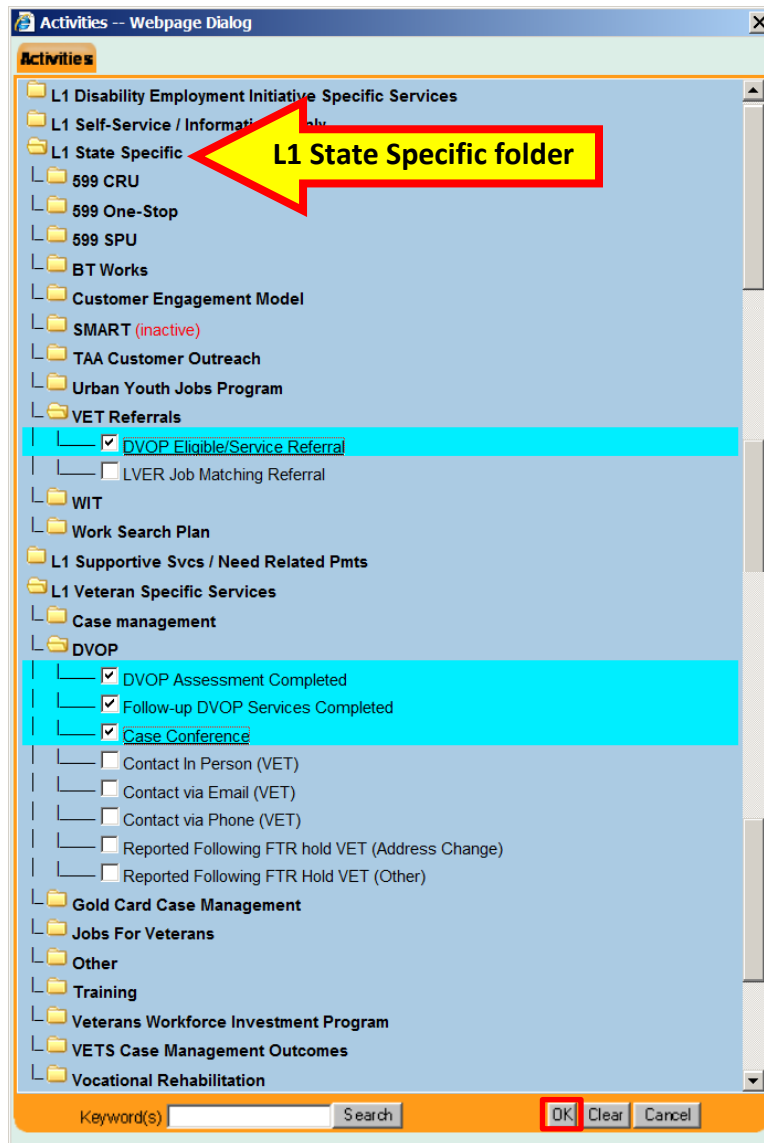 Activities -- Webpage Dialog
Activities
L1 Disability Employment Initiative Specific Services
L1 Self-Service /
L1 State Specific
L1 State Specific folder
599 CRU
599 One-Stop
599 SPU
BT Works
Customer Engagement Model
SMART (inactive)
TAA Customer Outreach
Urban Youth Jobs Program
VET Referrals
DVOP Eligible/Service Referral
LVER Job Matching Referral
WIT
Work Search Plan
L1 Supportive Svcs / Need Related Pmts
L1 Veteran Specific Services
Case management
DVOP
DVOP Assessment Completed
Follow-up DVOP Services Completed
Case Conference
Contact In Person (VET)
Contact via Email (VET)
Contact via Phone (VET)
Reported Following FTR hold VET (Address Change)
Reported Following FTR Hold VET (Other)
Gold Card Case Management
Jobs For Veterans
Other
Training
Veterans Workforce Investment Program
VETS Case Management Outcomes
Vocational Rehabilitation
Keyword(s) Search OK Clear Cancel